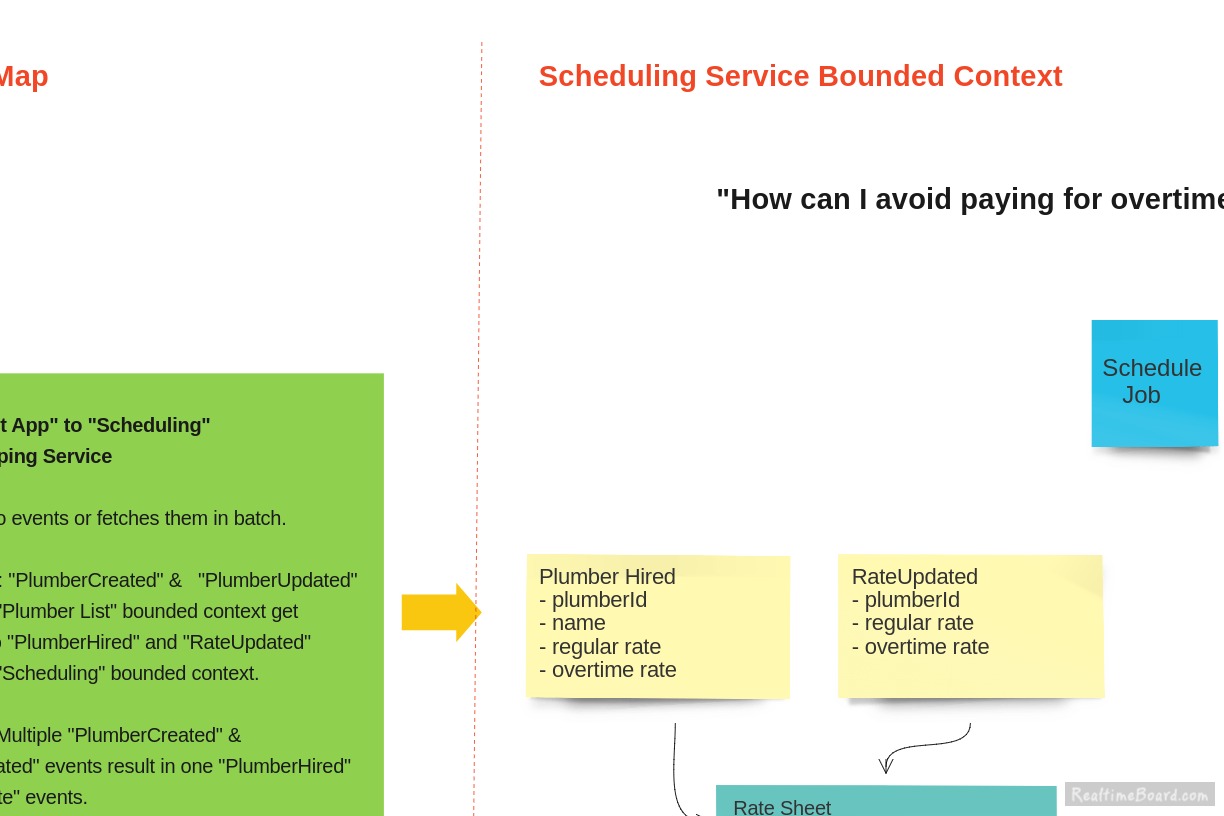 Map
Scheduling Service Bounded Context
"How can I avoid paying for overtime
Schedule
Job
t App" to "Scheduling"
ping Service
o events or fetches them in batch.
: "PlumberCreated" & "PlumberUpdated"
"Plumber List" bounded context get
o "PlumberHired" and "RateUpdated"
"Scheduling" bounded context.
Multiple "PlumberCreated" &
ated" events result in one "PlumberHired"
te" events.
Plumber Hired
- plumberId
- name
- regular rate
- overtime rate
RateUpdated
- plumberId
- regular rate
- overtime rate
Rate Sheet
RealtimeBoard.com